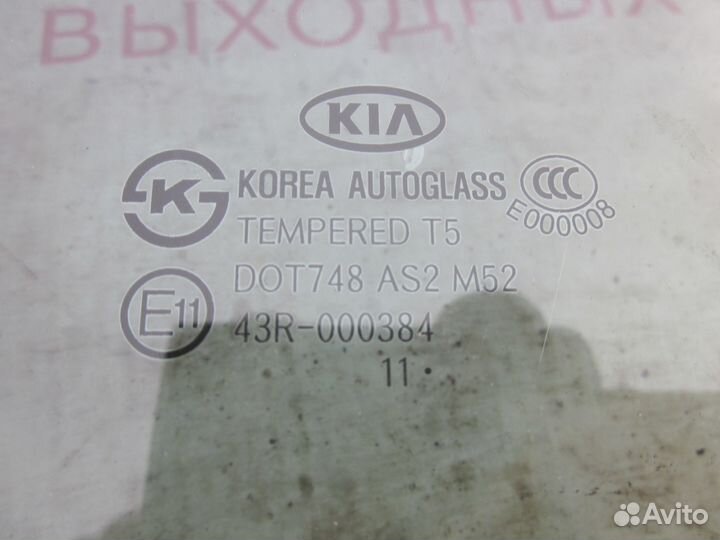 ВЫХОДНЫХ
KIA
K KOREA AUTOGLASS CCC
E000008
TEMPERED T5
DOT748 AS2 M52
E11 43R-000384
11 •
Avito